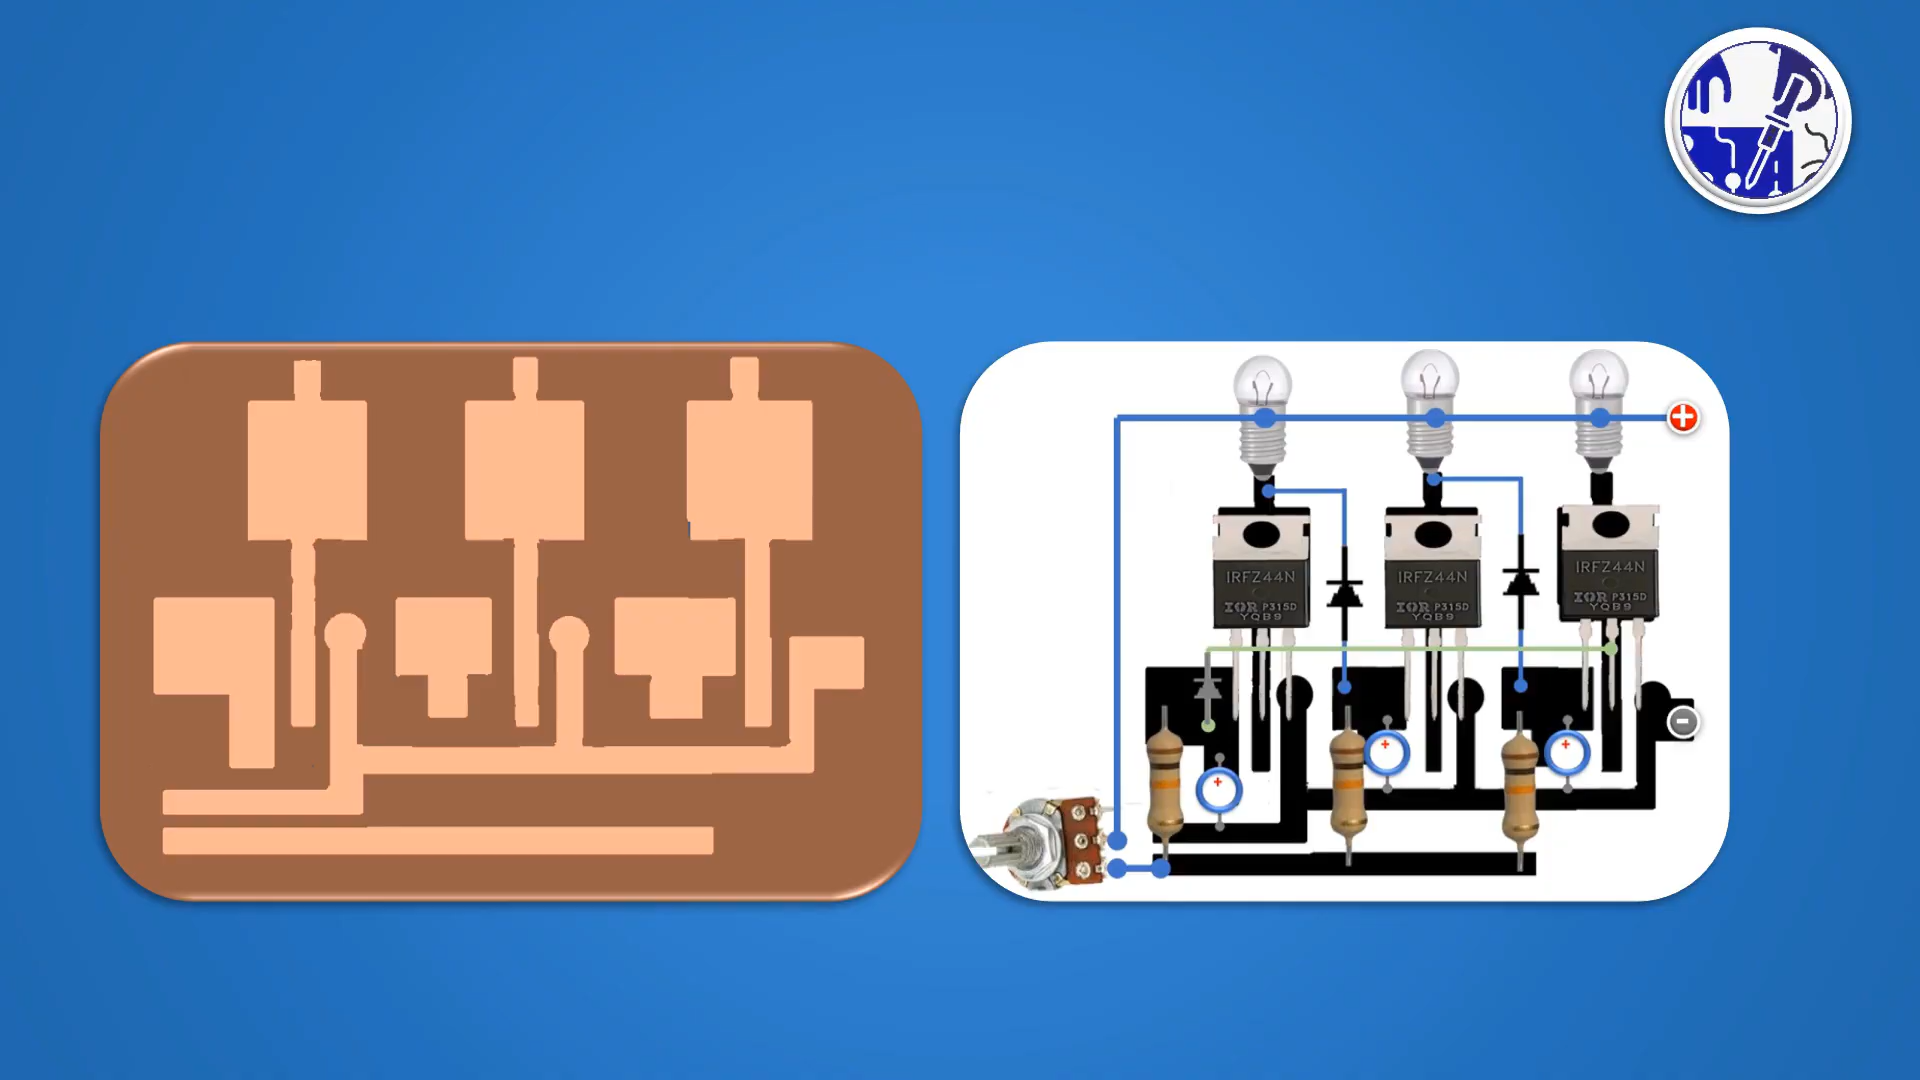 +
IRFZ44N
IOR P315D
YQB9
IRFZ44N
IOR P315D
YQB9
IRFZ44N
IOR P315D
YQB9
-
+
+
+